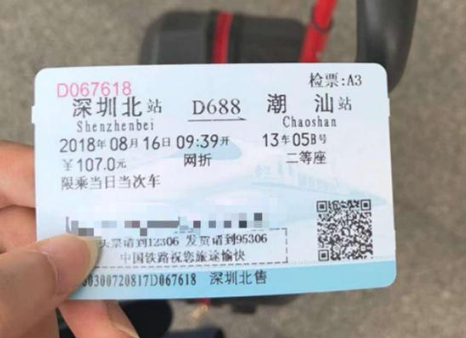 D067618
检票:A3
深圳北站 D688 潮汕站
Shenzhenbei Chaoshan
2018年08月16日09:39开 13车05B号
￥107.0元 网折 二等座
限乘当日当次车
买票请到12306 发货请到95306
中国铁路祝您旅途愉快
00300720817D067618 深圳北售